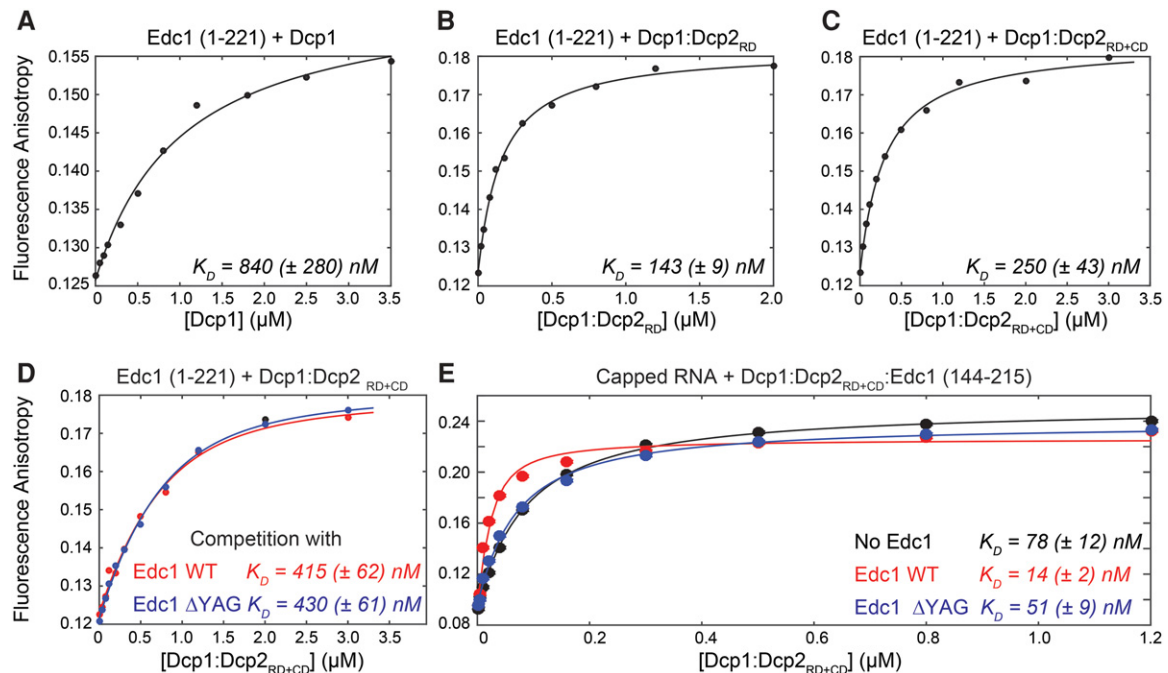 A
Edc1 (1-221) + Dcp1
Fluorescence Anisotropy
0.155
0.150
0.145
0.140
0.135
0.130
0.125
0 0.5 1.0 1.5 2.0 2.5 3.0 3.5
K_D = 840 (± 280) nM
[Dcp1] (µM)
B
Edc1 (1-221) + Dcp1:Dcp2_RD
0.18
0.17
0.16
0.15
0.14
0.13
0.12
0 0.5 1.0 1.5 2.0
K_D = 143 (± 9) nM
[Dcp1:Dcp2_RD] (µM)
C
Edc1 (1-221) + Dcp1:Dcp2_RD+CD
0.18
0.17
0.16
0.15
0.14
0.13
0.12
0 0.5 1.0 1.5 2.0 2.5 3.0 3.5
K_D = 250 (± 43) nM
[Dcp1:Dcp2_RD+CD] (µM)
D
Edc1 (1-221) + Dcp1:Dcp2 _RD+CD
Fluorescence Anisotropy
0.18
0.17
0.16
0.15
0.14
0.13
0.12
0 0.5 1.0 1.5 2.0 2.5 3.0 3.5
Competition with
Edc1 WT K_D = 415 (± 62) nM
Edc1 ΔYAG K_D = 430 (± 61) nM
[Dcp1:Dcp2_RD+CD] (µM)
E
Capped RNA + Dcp1:Dcp2_RD+CD:Edc1 (144-215)
0.24
0.20
0.16
0.12
0.08
0 0.2 0.4 0.6 0.8 1.0 1.2
No Edc1 K_D = 78 (± 12) nM
Edc1 WT K_D = 14 (± 2) nM
Edc1 ΔYAG K_D = 51 (± 9) nM
[Dcp1:Dcp2_RD+CD] (µM)